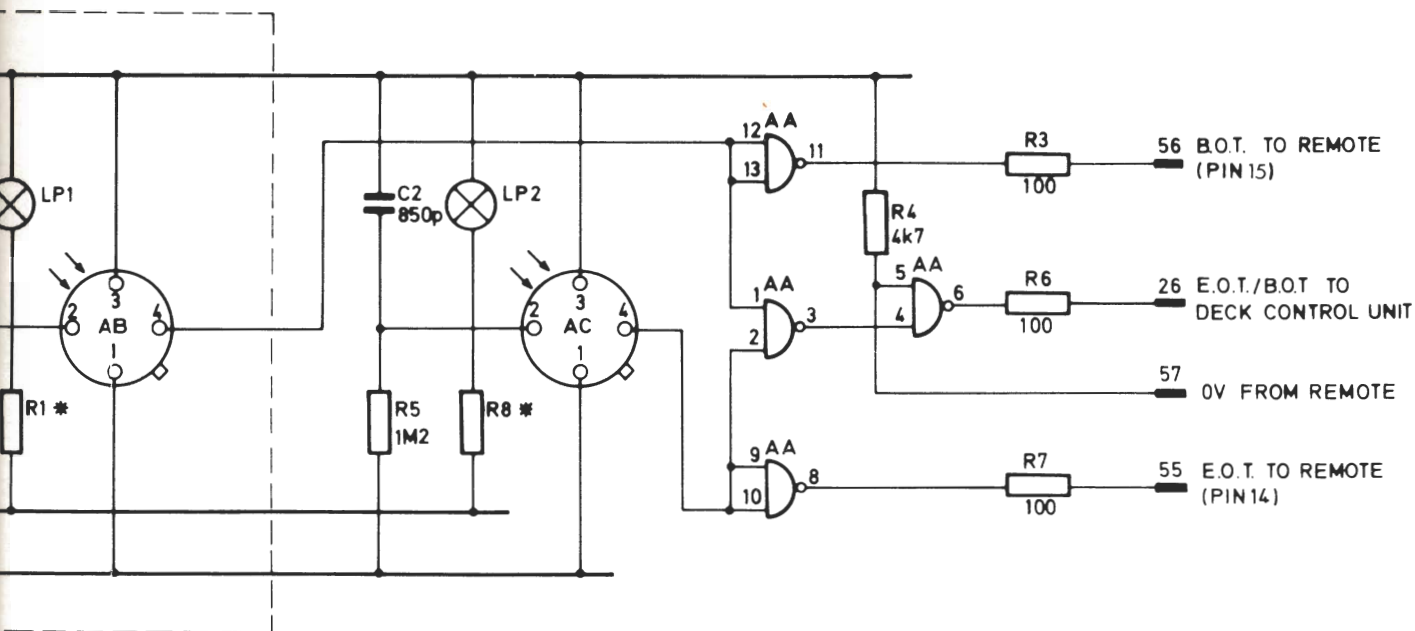 LP1
2
3
AB
4
1
R1 *
C2
850p
LP2
R5
1M2
R8 *
2
3
AC
4
1
12 AA
13
11
R3
100
56 B.O.T. TO REMOTE
(PIN 15)
R4
4k7
1 AA
2
3
5 AA
4
6
R6
100
26 E.O.T./B.O.T TO
DECK CONTROL UNIT
57
0V FROM REMOTE
9 AA
10
8
R7
100
55 E.O.T. TO REMOTE
(PIN 14)